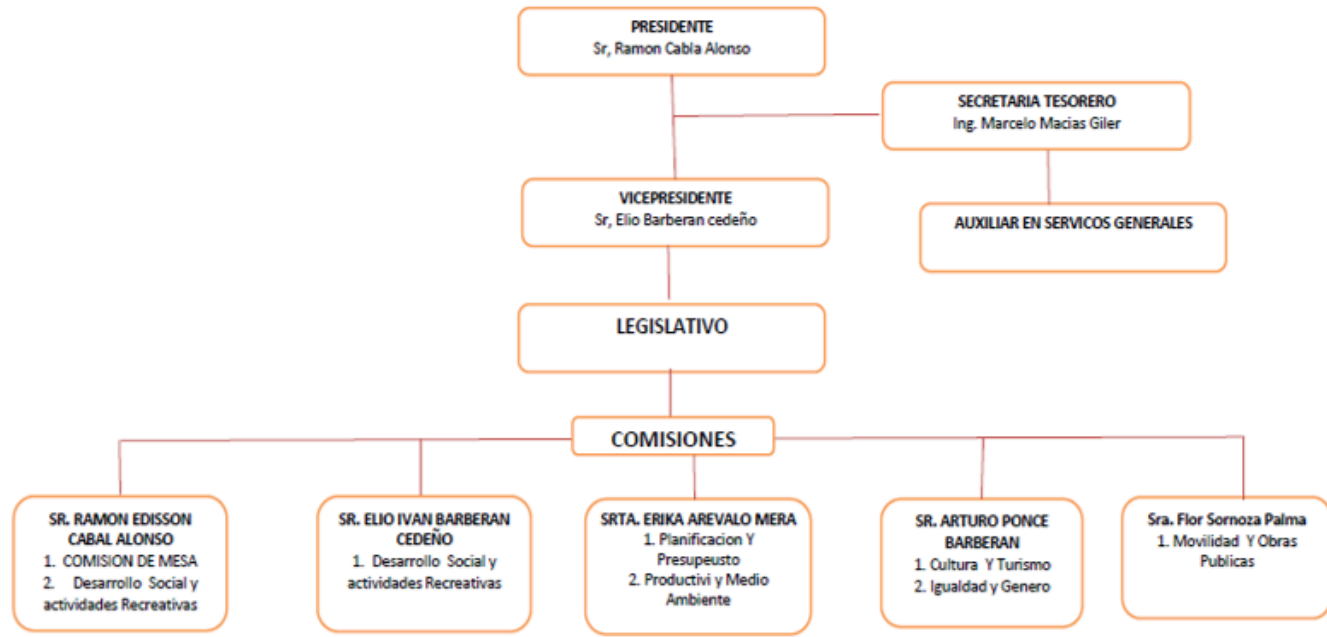 PRESIDENTE
Sr, Ramon Cabla Alonso
SECRETARIA TESORERO
Ing. Marcelo Macias Giler
VICEPRESIDENTE
Sr, Elio Barberan cedeño
AUXILIAR EN SERVICOS GENERALES
LEGISLATIVO
COMISIONES
SR. RAMON EDISSON
CABAL ALONSO
1. COMISION DE MESA
2. Desarrollo Social y
actividades Recreativas
SR. ELIO IVAN BARBERAN
CEDEÑO
1. Desarrollo Social y
actividades Recreativas
SRTA. ERIKA AREVALO MERA
1. Planificacion Y
Presupeusto
2. Productivi y Medio
Ambiente
SR. ARTURO PONCE
BARBERAN
1. Cultura Y Turismo
2. Igualdad y Genero
Sra. Flor Sornoza Palma
1. Movilidad Y Obras
Publicas